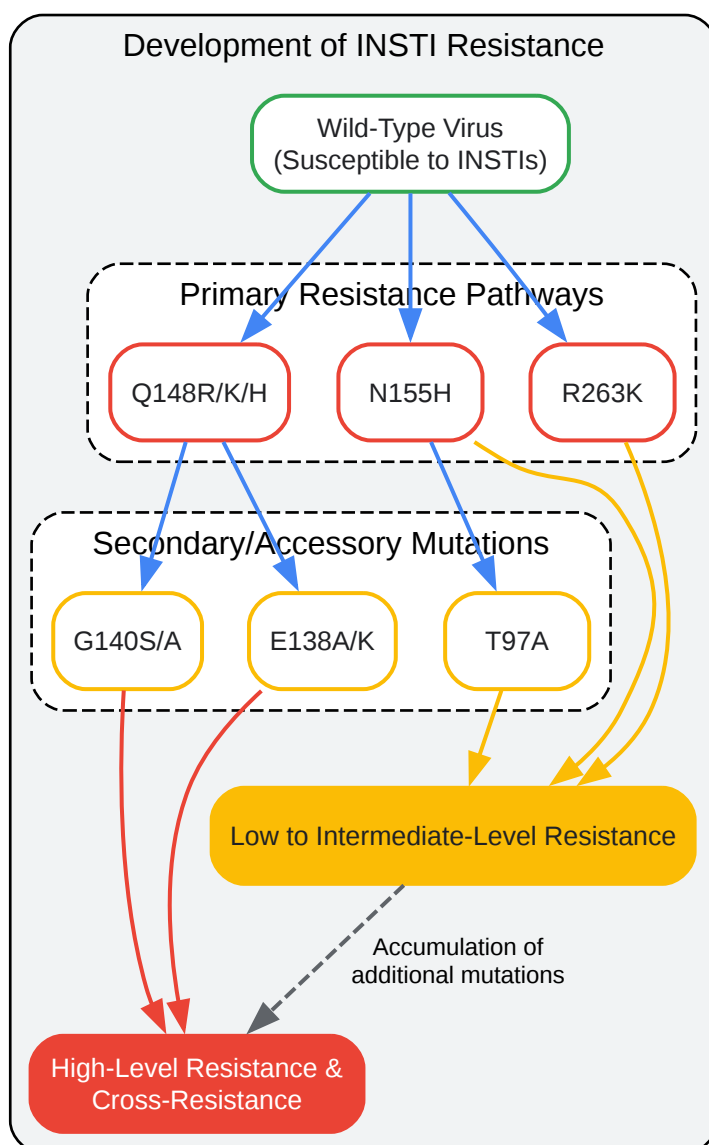 Development of INSTI Resistance
Wild-Type Virus
(Susceptible to INSTIs)
Primary Resistance Pathways
Q148R/K/H
N155H
R263K
Secondary/Accessory Mutations
G140S/A
E138A/K
T97A
Low to Intermediate-Level Resistance
Accumulation of
additional mutations
High-Level Resistance &
Cross-Resistance